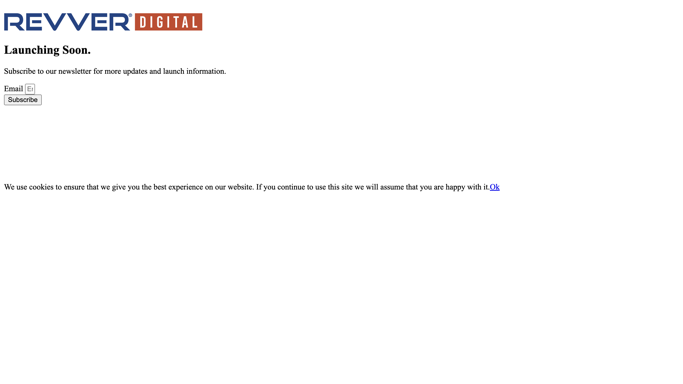 REVVER® DIGITAL
Launching Soon.
Subscribe to our newsletter for more updates and launch information.
Email
Subscribe
We use cookies to ensure that we give you the best experience on our website. If you continue to use this site we will assume that you are happy with it.Ok